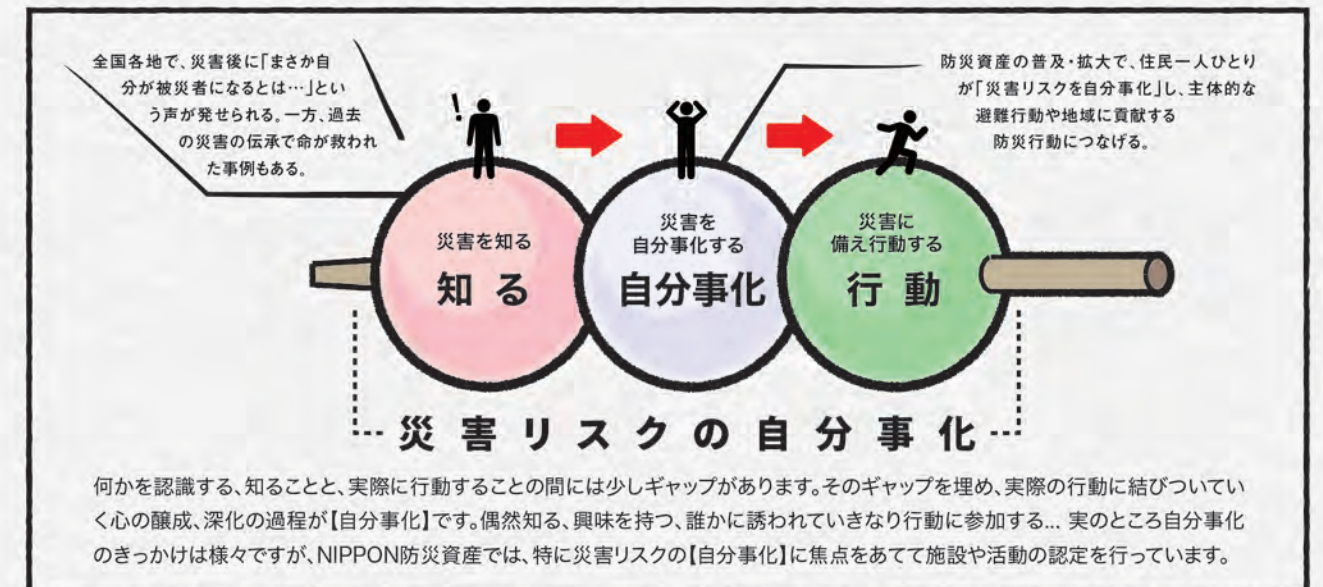 全国各地で、災害後に「まさか自
分が被災者になるとは…」とい
う声が発せられる。一方、過去
の災害の伝承で命が救われ
た事例もある。
!
防災資産の普及・拡大で、住民一人ひとり
が「災害リスクを自分事化」し、主体的な
避難行動や地域に貢献する
防災行動につなげる。
災害を知る
知る
災害を
自分事化する
自分事化
災害に
備え行動する
行動
災害リスクの自分事化
何かを認識する、知ることと、実際に行動することの間には少しギャップがあります。そのギャップを埋め、実際の行動に結びついてい
く心の醸成、深化の過程が【自分事化】です。偶然知る、興味を持つ、誰かに誘われていきなり行動に参加する... 実のところ自分事化
のきっかけは様々ですが、NIPPON防災資産では、特に災害リスクの【自分事化】に焦点をあてて施設や活動の認定を行っています。